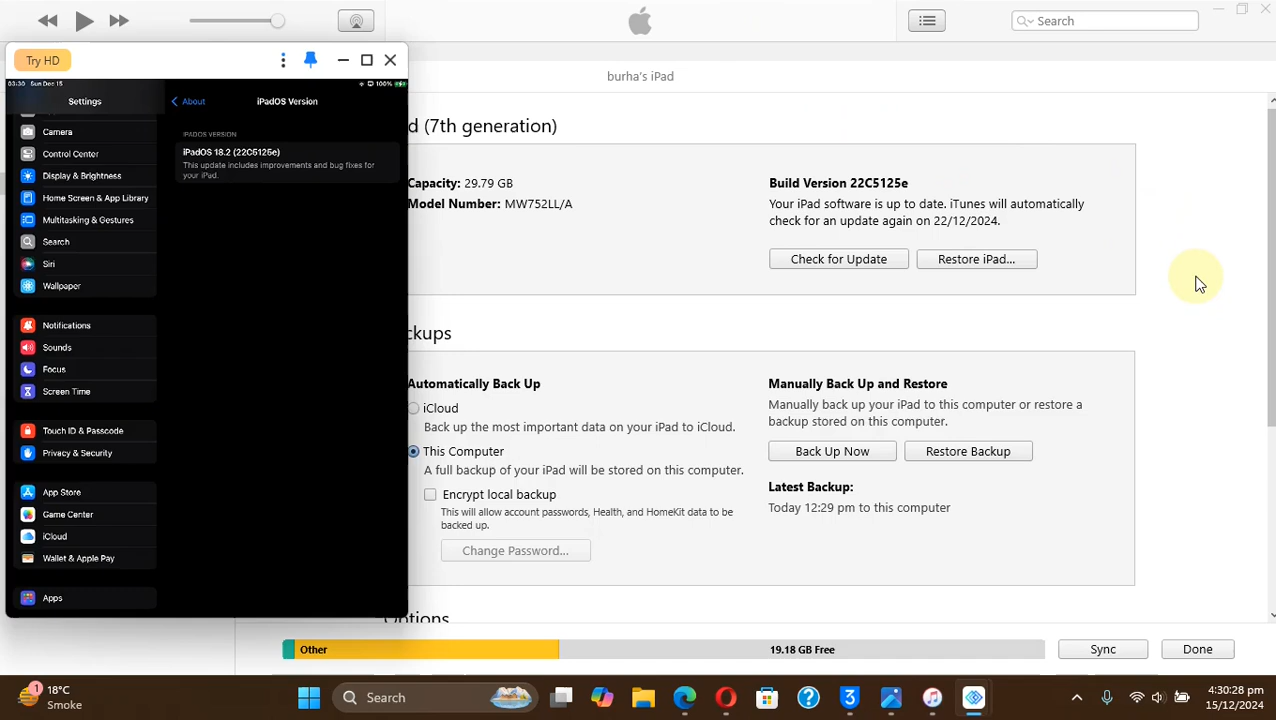 Search
Try HD
burha's iPad
03:30 Sun Dec 15
100%
Settings
About
iPadOS Version
Camera
Control Center
Display & Brightness
Home Screen & App Library
Multitasking & Gestures
Search
Siri
Wallpaper
Notifications
Sounds
Focus
Screen Time
Touch ID & Passcode
Privacy & Security
App Store
Game Center
iCloud
Wallet & Apple Pay
Apps
IPADOS VERSION
iPadOS 18.2 (22C5125e)
This update includes improvements and bug fixes for
your iPad.
d (7th generation)
Capacity: 29.79 GB
Model Number: MW752LL/A
Build Version 22C5125e
Your iPad software is up to date. iTunes will automatically
check for an update again on 22/12/2024.
Check for Update
Restore iPad...
ckups
Automatically Back Up
iCloud
Back up the most important data on your iPad to iCloud.
This Computer
A full backup of your iPad will be stored on this computer.
Encrypt local backup
This will allow account passwords, Health, and HomeKit data to be
backed up.
Change Password...
Manually Back Up and Restore
Manually back up your iPad to this computer or restore a
backup stored on this computer.
Back Up Now
Restore Backup
Latest Backup:
Today 12:29 pm to this computer
Options
Other
19.18 GB Free
Sync
Done
1
18°C
Smoke
Search
3
4:30:28 pm
15/12/2024